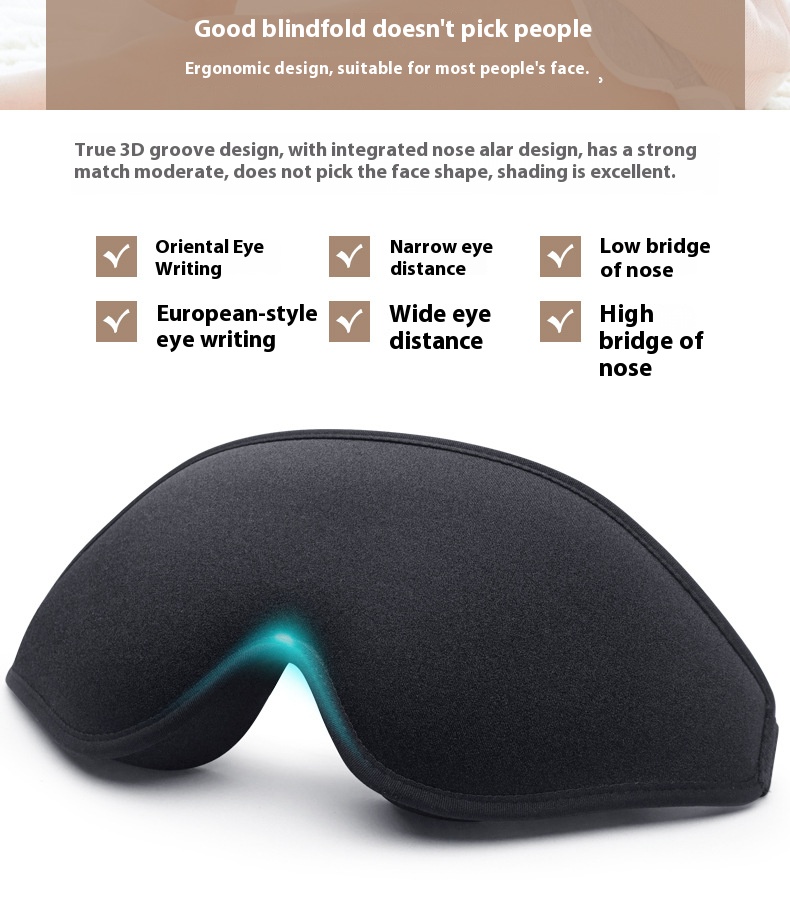 Good blindfold doesn't pick people
Ergonomic design, suitable for most people's face. ,
True 3D groove design, with integrated nose alar design, has a strong
match moderate, does not pick the face shape, shading is excellent.
Oriental Eye
Writing
Narrow eye
distance
Low bridge
of nose
European-style
eye writing
Wide eye
distance
High
bridge of
nose